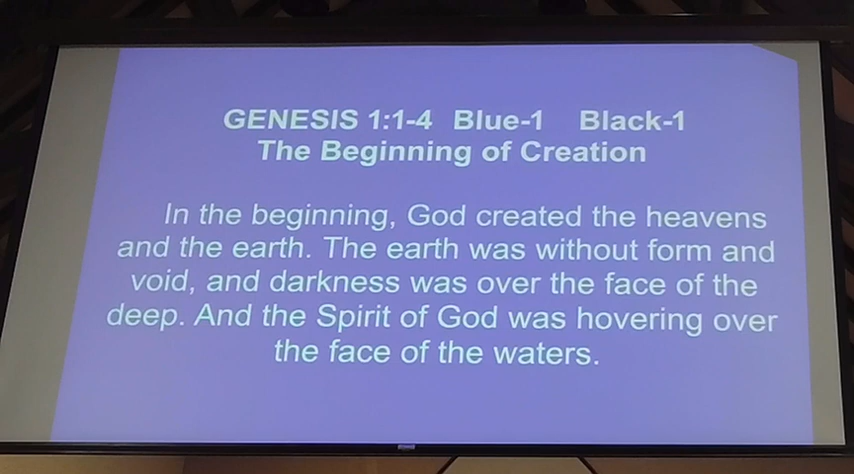 GENESIS 1:1-4 Blue-1 Black-1
The Beginning of Creation
In the beginning, God created the heavens
and the earth. The earth was without form and
void, and darkness was over the face of the
deep. And the Spirit of God was hovering over
the face of the waters.